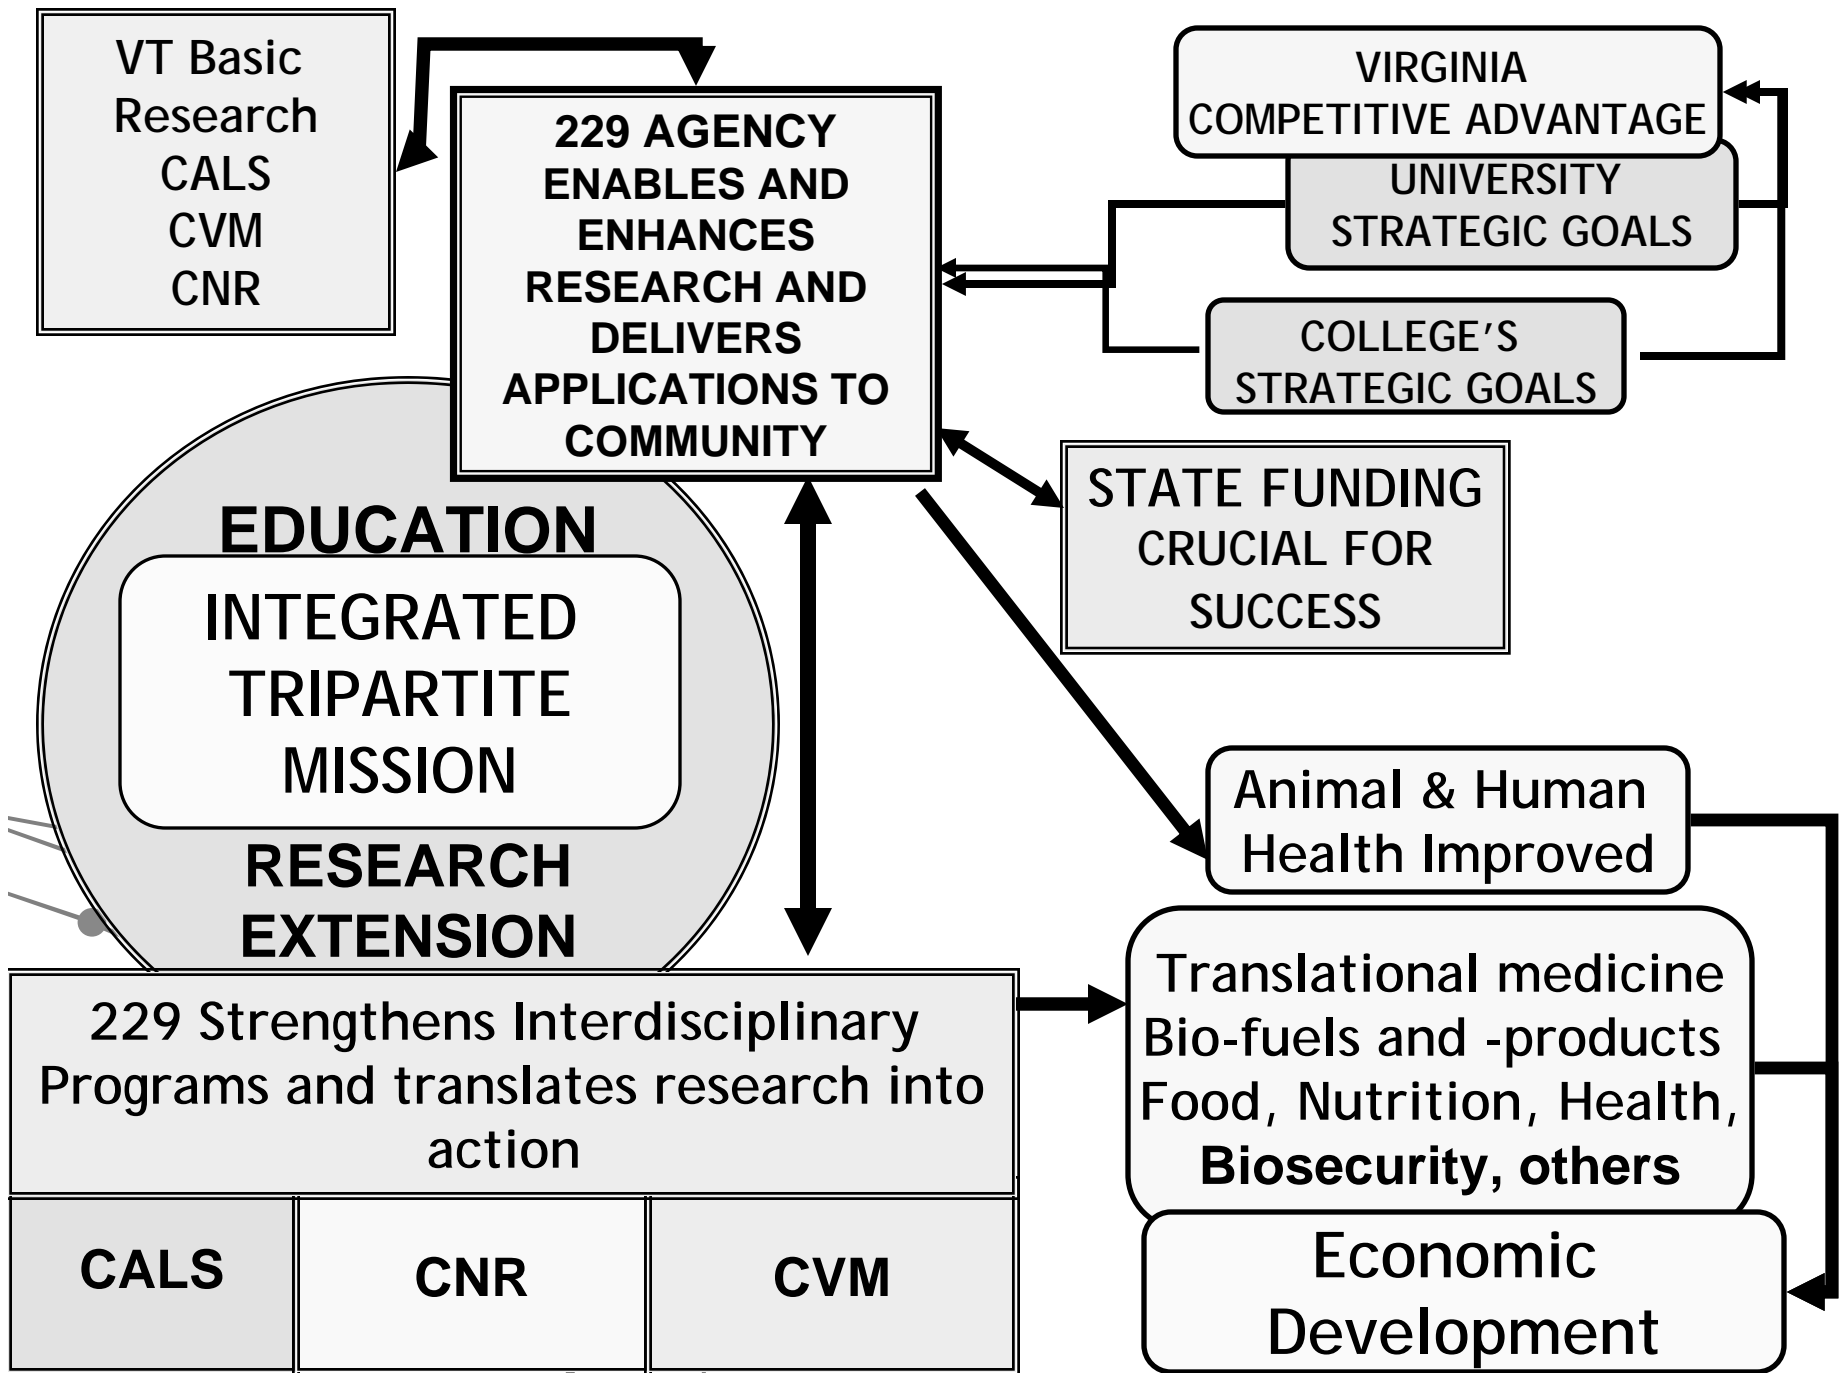 VT Basic
Research
CALS
CVM
CNR
229 AGENCY
ENABLES AND
ENHANCES
RESEARCH AND
DELIVERS
APPLICATIONS TO
COMMUNITY
VIRGINIA
COMPETITIVE ADVANTAGE
UNIVERSITY
STRATEGIC GOALS
COLLEGE'S
STRATEGIC GOALS
STATE FUNDING
CRUCIAL FOR
SUCCESS
EDUCATION
INTEGRATED
TRIPARTITE
MISSION
RESEARCH
EXTENSION
Animal & Human
Health Improved
Translational medicine
Bio-fuels and -products
Food, Nutrition, Health,
Biosecurity, others
Economic
Development
229 Strengthens Interdisciplinary
Programs and translates research into
action
CALS
CNR
CVM